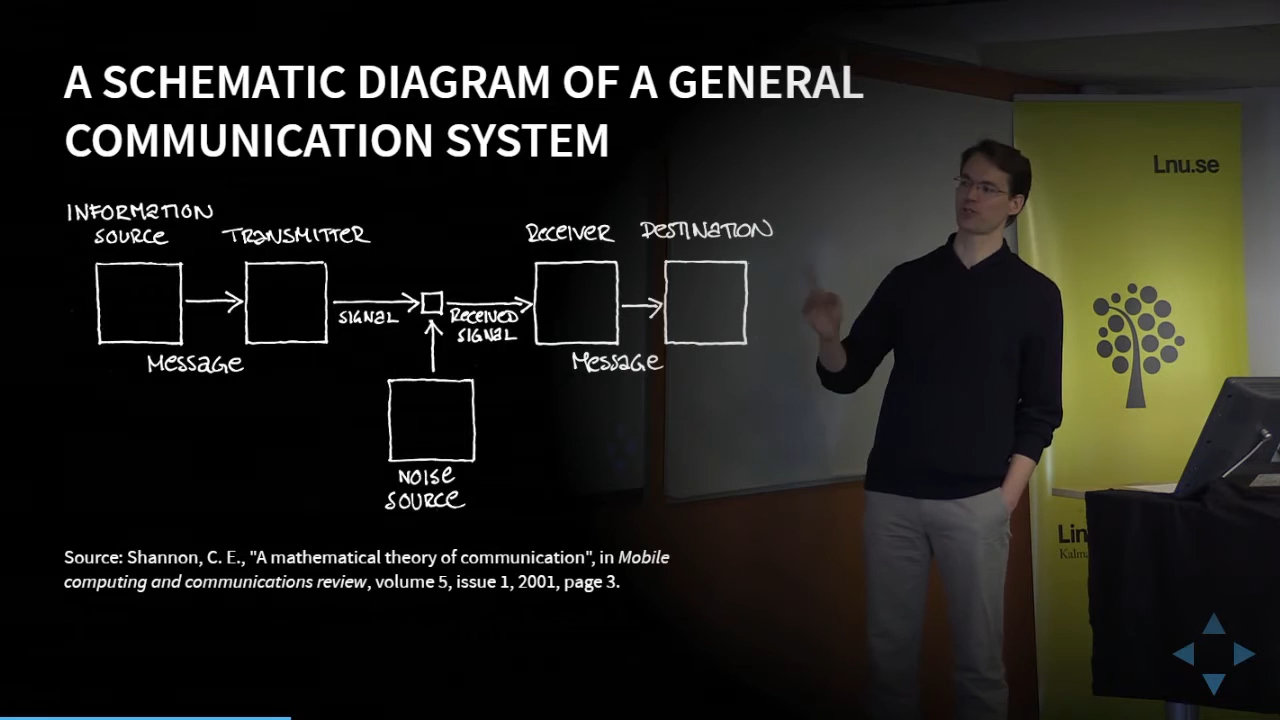 A SCHEMATIC DIAGRAM OF A GENERAL
COMMUNICATION SYSTEM
INFORMATION
SOURCE
TRANSMITTER
RECEIVER
DESTINATION
SIGNAL
RECEIVED
SIGNAL
Message
Message
NOISE
SOURCE
Source: Shannon, C. E., "A mathematical theory of communication", in Mobile
computing and communications review, volume 5, issue 1, 2001, page 3.
Lnu.se